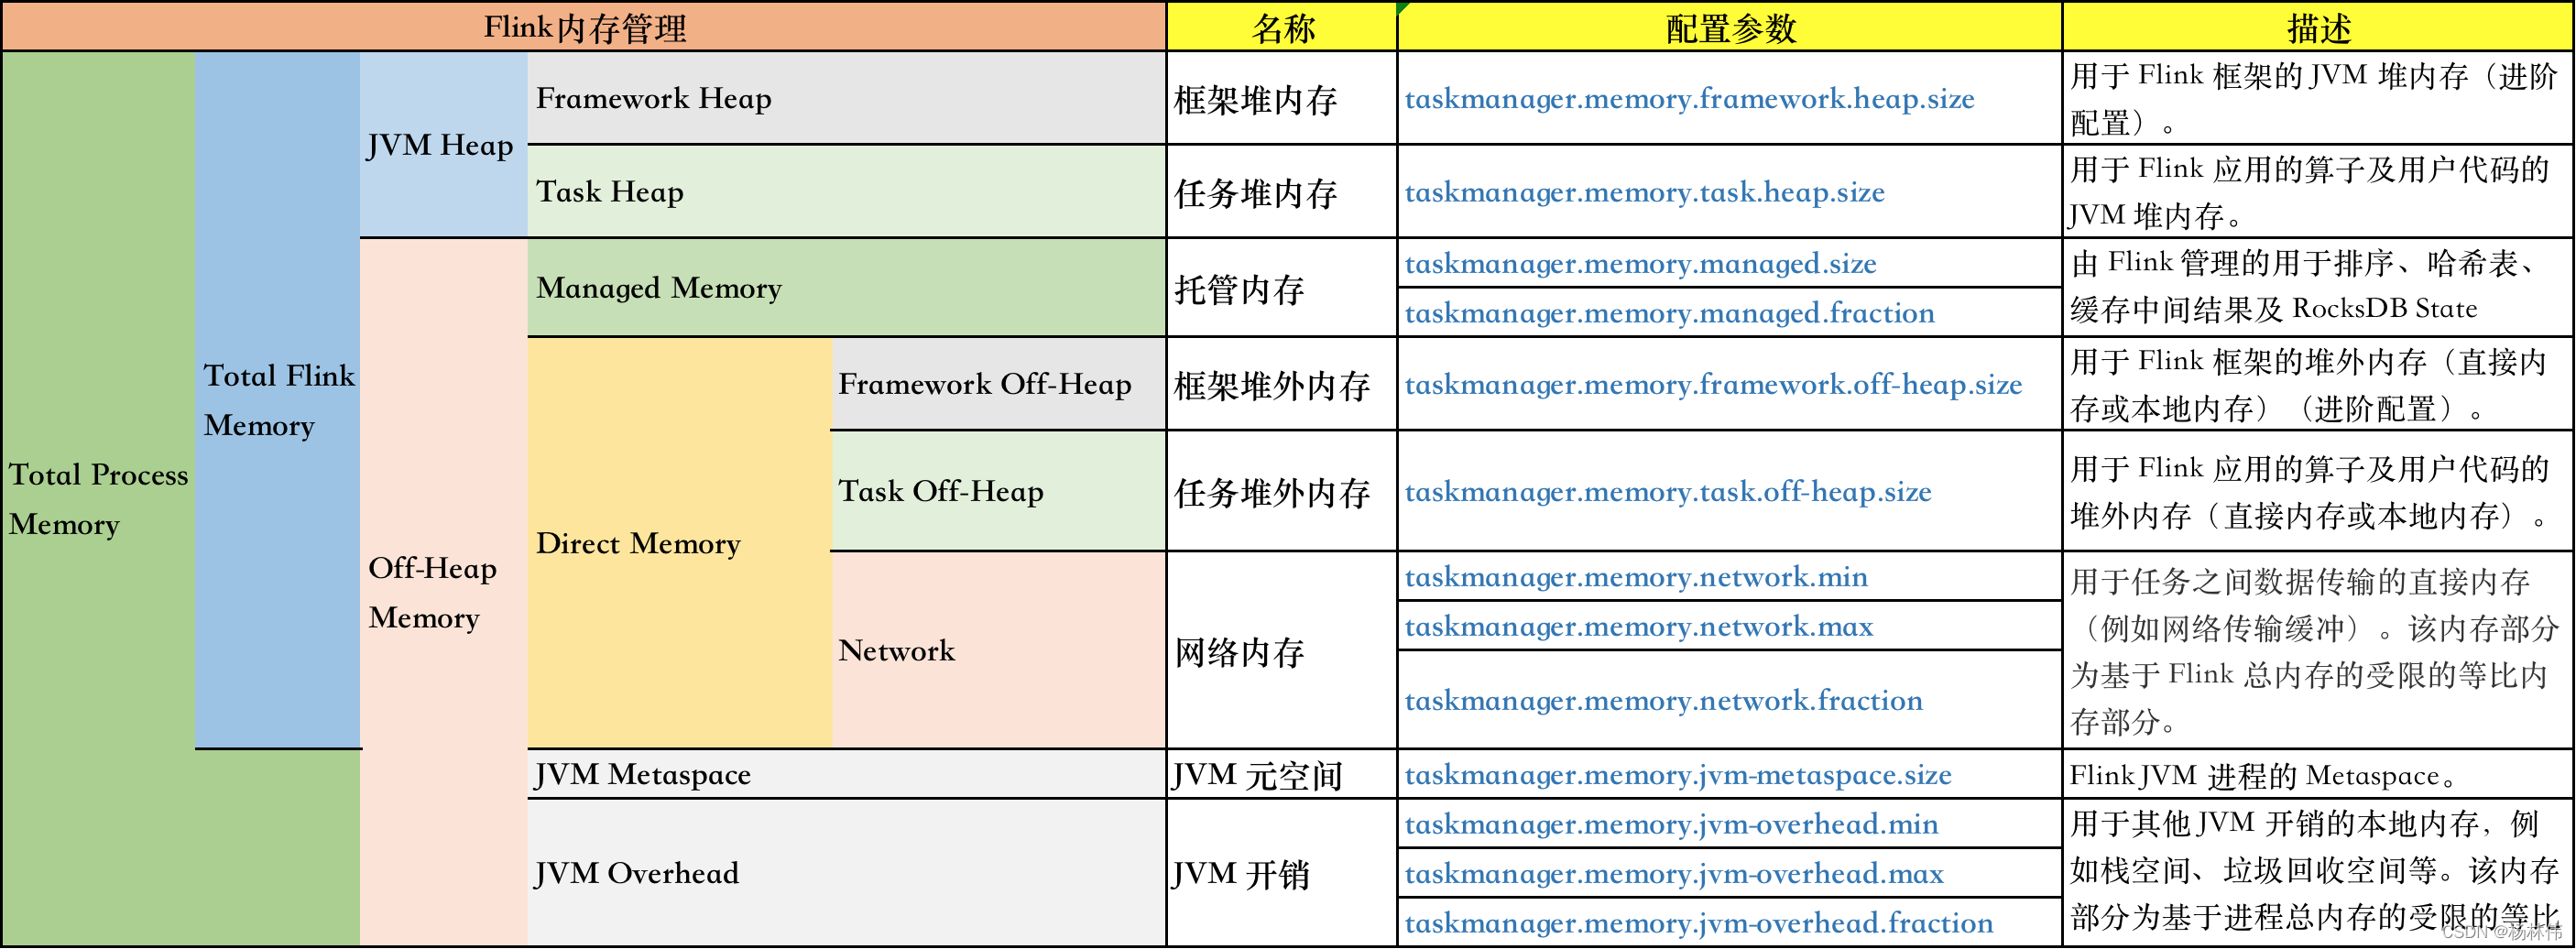 Flink内存管理
名称
配置参数
描述
Total Process
Memory
Total Flink
Memory
JVM Heap
Framework Heap
框架堆内存
taskmanager.memory.framework.heap.size
用于 Flink 框架的 JVM 堆内存（进阶
配置）。
Task Heap
任务堆内存
taskmanager.memory.task.heap.size
用于 Flink 应用的算子及用户代码的
JVM 堆内存。
Off-Heap
Memory
Managed Memory
托管内存
taskmanager.memory.managed.size
taskmanager.memory.managed.fraction
由 Flink 管理的用于排序、哈希表、
缓存中间结果及 RocksDB State
Direct Memory
Framework Off-Heap
框架堆外内存
taskmanager.memory.framework.off-heap.size
用于 Flink 框架的堆外内存（直接内
存或本地内存）（进阶配置）。
Task Off-Heap
任务堆外内存
taskmanager.memory.task.off-heap.size
用于 Flink 应用的算子及用户代码的
堆外内存（直接内存或本地内存）。
Network
网络内存
taskmanager.memory.network.min
taskmanager.memory.network.max
taskmanager.memory.network.fraction
用于任务之间数据传输的直接内存
（例如网络传输缓冲）。该内存部分
为基于 Flink 总内存的受限的等比内
存部分。
JVM Metaspace
JVM 元空间
taskmanager.memory.jvm-metaspace.size
Flink JVM 进程的 Metaspace。
JVM Overhead
JVM 开销
taskmanager.memory.jvm-overhead.min
taskmanager.memory.jvm-overhead.max
taskmanager.memory.jvm-overhead.fraction
用于其他 JVM 开销的本地内存，例
如栈空间、垃圾回收空间等。该内存
部分为基于进程总内存的受限的等比
CSDN @杨林伟